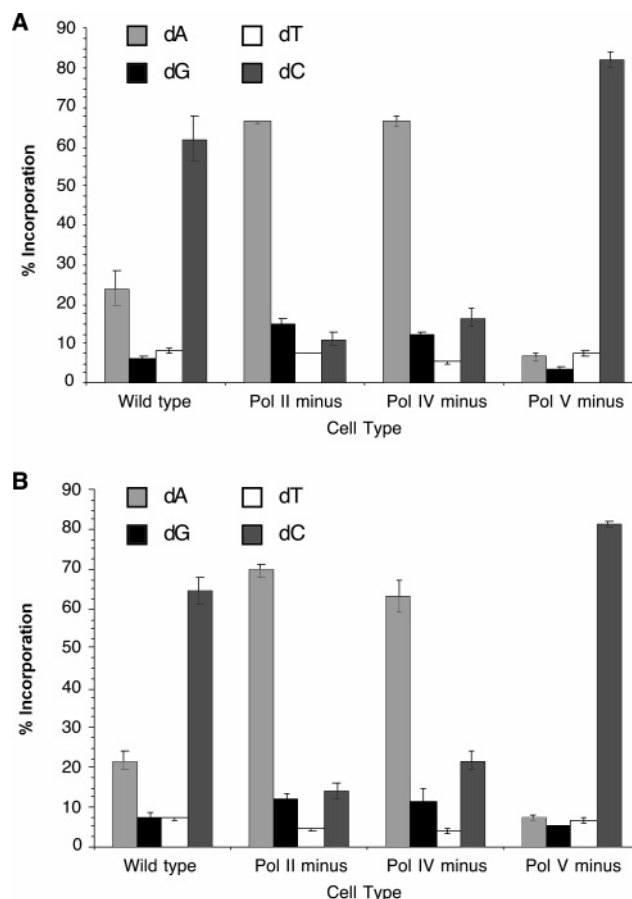 A
dA
dT
dG
dC
90
80
70
60
50
40
30
20
10
0
% Incorporation
Wild type
Pol II minus
Pol IV minus
Pol V minus
Cell Type
B
dA
dT
dG
dC
90
80
70
60
50
40
30
20
10
0
% Incorporation
Wild type
Pol II minus
Pol IV minus
Pol V minus
Cell Type